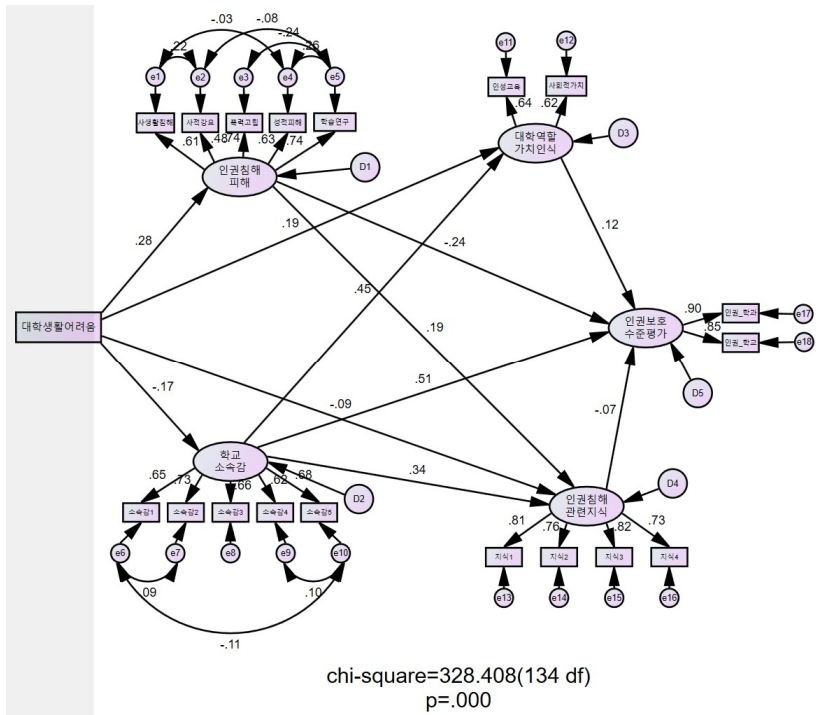 -.03
-.08
.22
-.24
.26
e1
e2
e3
e4
e5
e11
e12
사생활침해
사적강요
폭력고립
성적피해
학습연구
인성교육
사회적가치
.61
.48
.74
.63
.74
.64
.62
인권침해
피해
D1
대학역할
가치인식
D3
.28
.19
-.24
.12
.45
.19
대학생활어려움
인권보호
수준평가
.90
.85
인권_학과
인권_학교
e17
e18
D5
-.17
-.09
.51
-.07
학교
소속감
.34
D2
인권침해
관련지식
D4
.65
.73
.66
.62
.68
소속감1
소속감2
소속감3
소속감4
소속감5
e6
e7
e8
e9
e10
.09
.10
-.11
.81
.76
.82
.73
지식1
지식2
지식3
지식4
e13
e14
e15
e16
chi-square=328.408(134 df)
p=.000